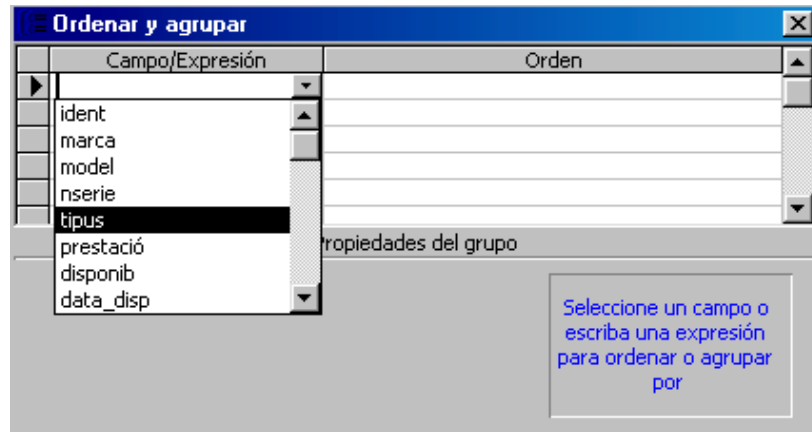 Ordenar y agrupar
Campo/Expresión Orden
ident
marca
model
nserie
tipus
prestació
disponib
data_disp
Propiedades del grupo
Seleccione un campo o
escriba una expresión
para ordenar o agrupar
por